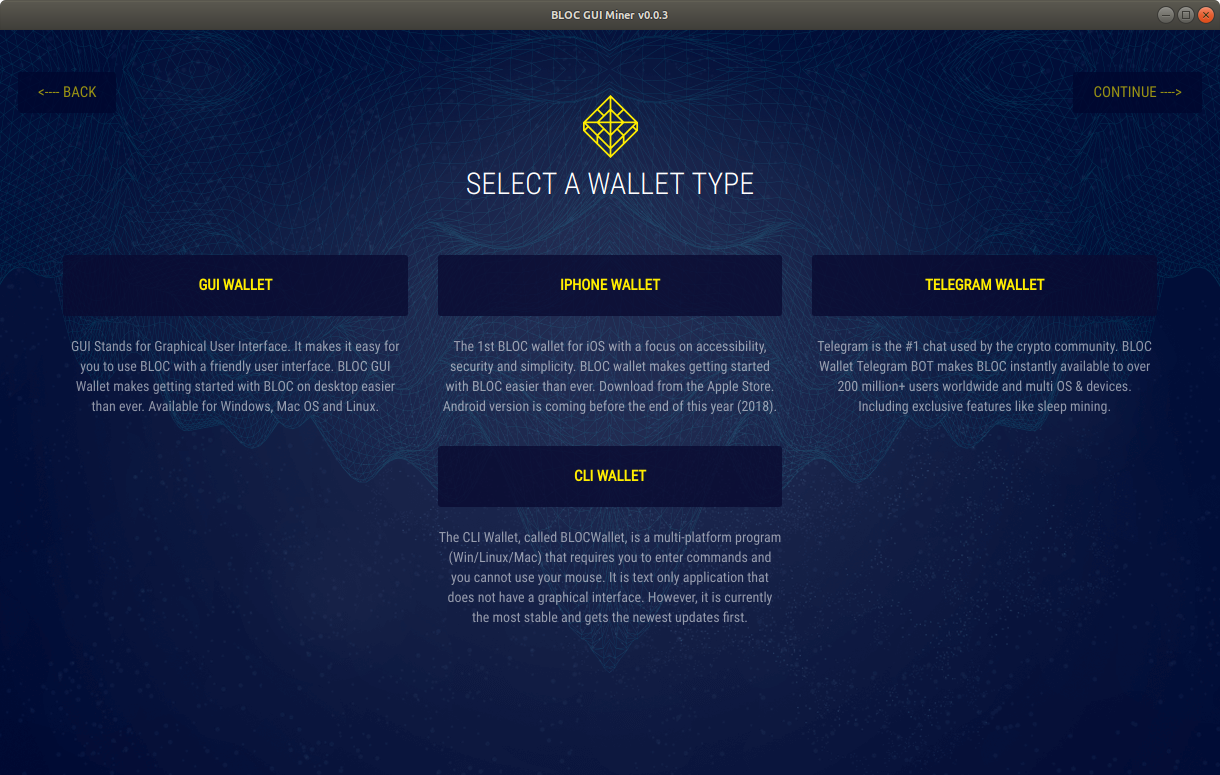 BLOC GUI Miner v0.0.3
<---- BACK
CONTINUE ---->
SELECT A WALLET TYPE
GUI WALLET
GUI Stands for Graphical User Interface. It makes it easy for
you to use BLOC with a friendly user interface. BLOC GUI
Wallet makes getting started with BLOC on desktop easier
than ever. Available for Windows, Mac OS and Linux.
IPHONE WALLET
The 1st BLOC wallet for iOS with a focus on accessibility,
security and simplicity. BLOC wallet makes getting started
with BLOC easier than ever. Download from the Apple Store.
Android version is coming before the end of this year (2018).
TELEGRAM WALLET
Telegram is the #1 chat used by the crypto community. BLOC
Wallet Telegram BOT makes BLOC instantly available to over
200 million+ users worldwide and multi OS & devices.
Including exclusive features like sleep mining.
CLI WALLET
The CLI Wallet, called BLOCWallet, is a multi-platform program
(Win/Linux/Mac) that requires you to enter commands and
you cannot use your mouse. It is text only application that
does not have a graphical interface. However, it is currently
the most stable and gets the newest updates first.